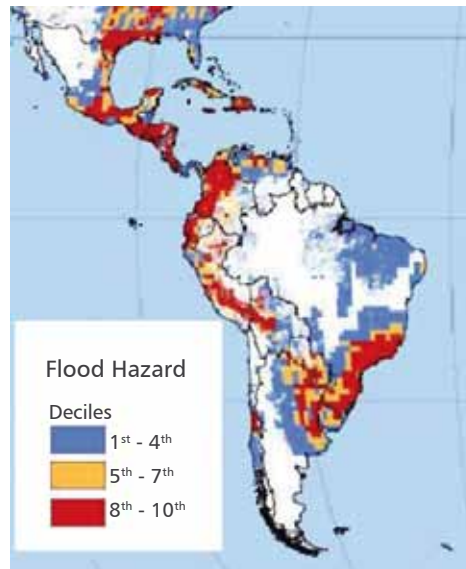 Flood Hazard
Deciles
1st - 4th
5th - 7th
8th - 10th